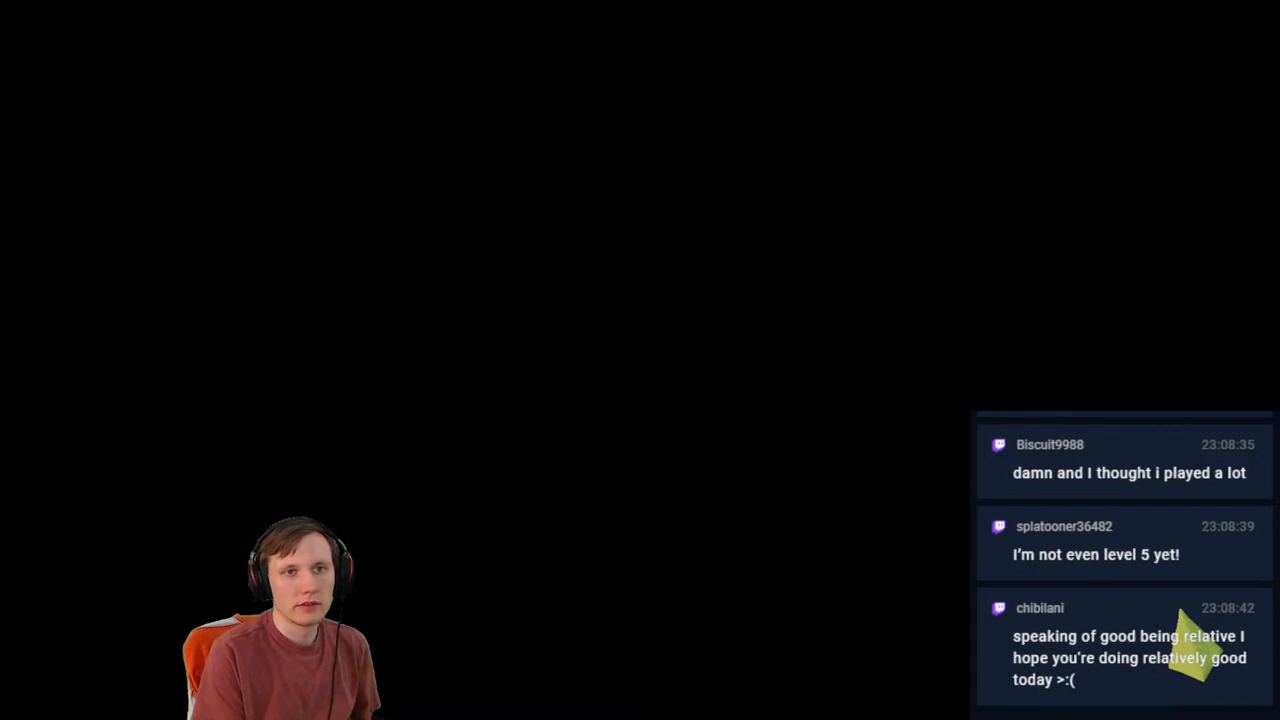 Biscuit9988 23:08:35
damn and I thought i played a lot
splatooner36482 23:08:39
I'm not even level 5 yet!
chibilani 23:08:42
speaking of good being relative I
hope you're doing relatively good
today >:(